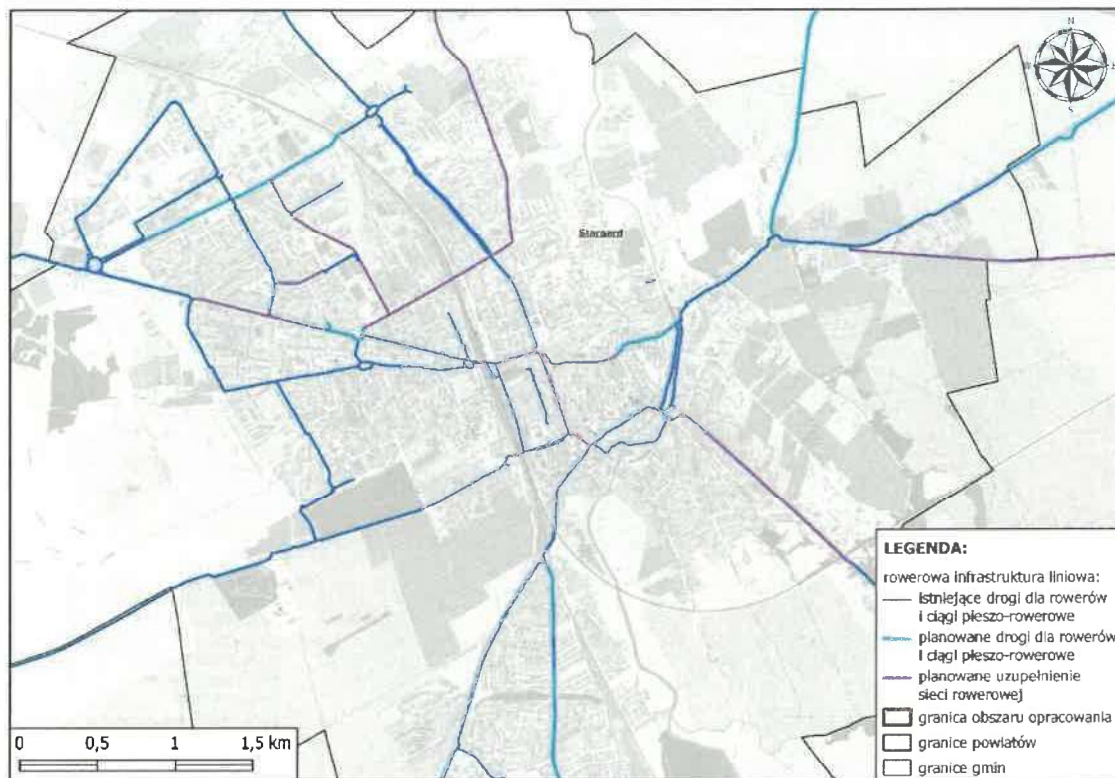 N
S
Stargard
LEGENDA:
rowerowa infrastruktura liniowa:
istniejące drogi dla rowerów
i ciągi pieszo-rowerowe
planowane drogi dla rowerów
i ciągi pieszo-rowerowe
planowane uzupełnienie
sieci rowerowej
granica obszaru opracowania
granice powiatów
granice gmin
0 0,5 1 1,5 km